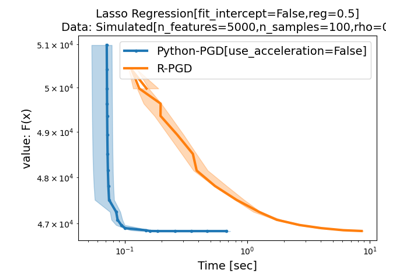 Lasso Regression[fit_intercept=False,reg=0.5]
Data: Simulated[n_features=5000,n_samples=100,rho=0
Python-PGD[use_acceleration=False]
R-PGD
value: F(x)
5.1 × 10⁴
5 × 10⁴
4.9 × 10⁴
4.8 × 10⁴
4.7 × 10⁴
10⁻¹
10⁰
10¹
Time [sec]